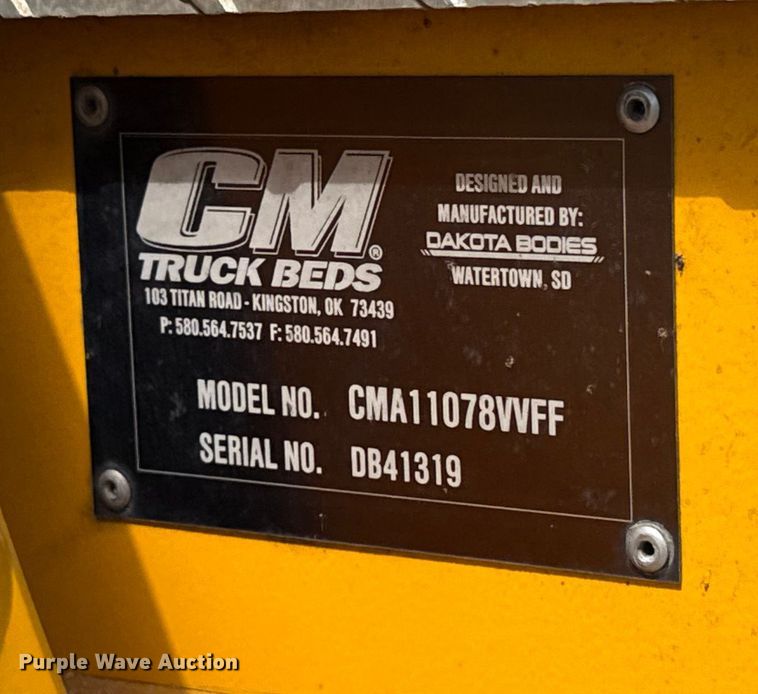 CM®
TRUCK BEDS
103 TITAN ROAD - KINGSTON, OK 73439
P: 580.564.7537 F: 580.564.7491
DESIGNED AND
MANUFACTURED BY:
DAKOTA BODIES
WATERTOWN, SD
MODEL NO. CMA11078VVFF
SERIAL NO. DB41319
Purple Wave Auction